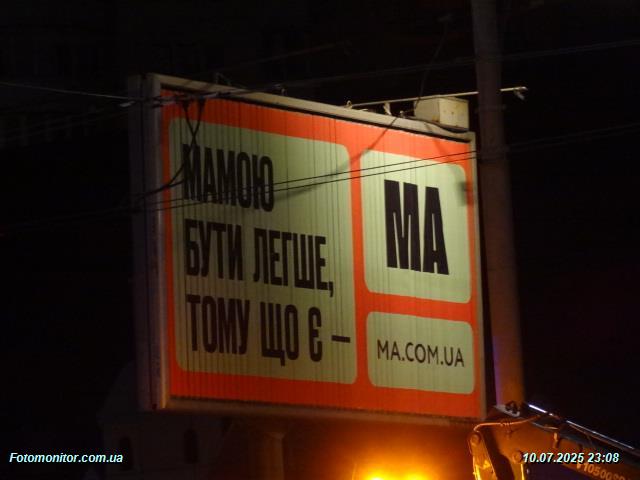 МАМОЮ
БУТИ ЛЕГШЕ,
ТОМУ ЩО Є –
МА
MA.COM.UA
Fotomonitor.com.ua
10.07.2025 23:08